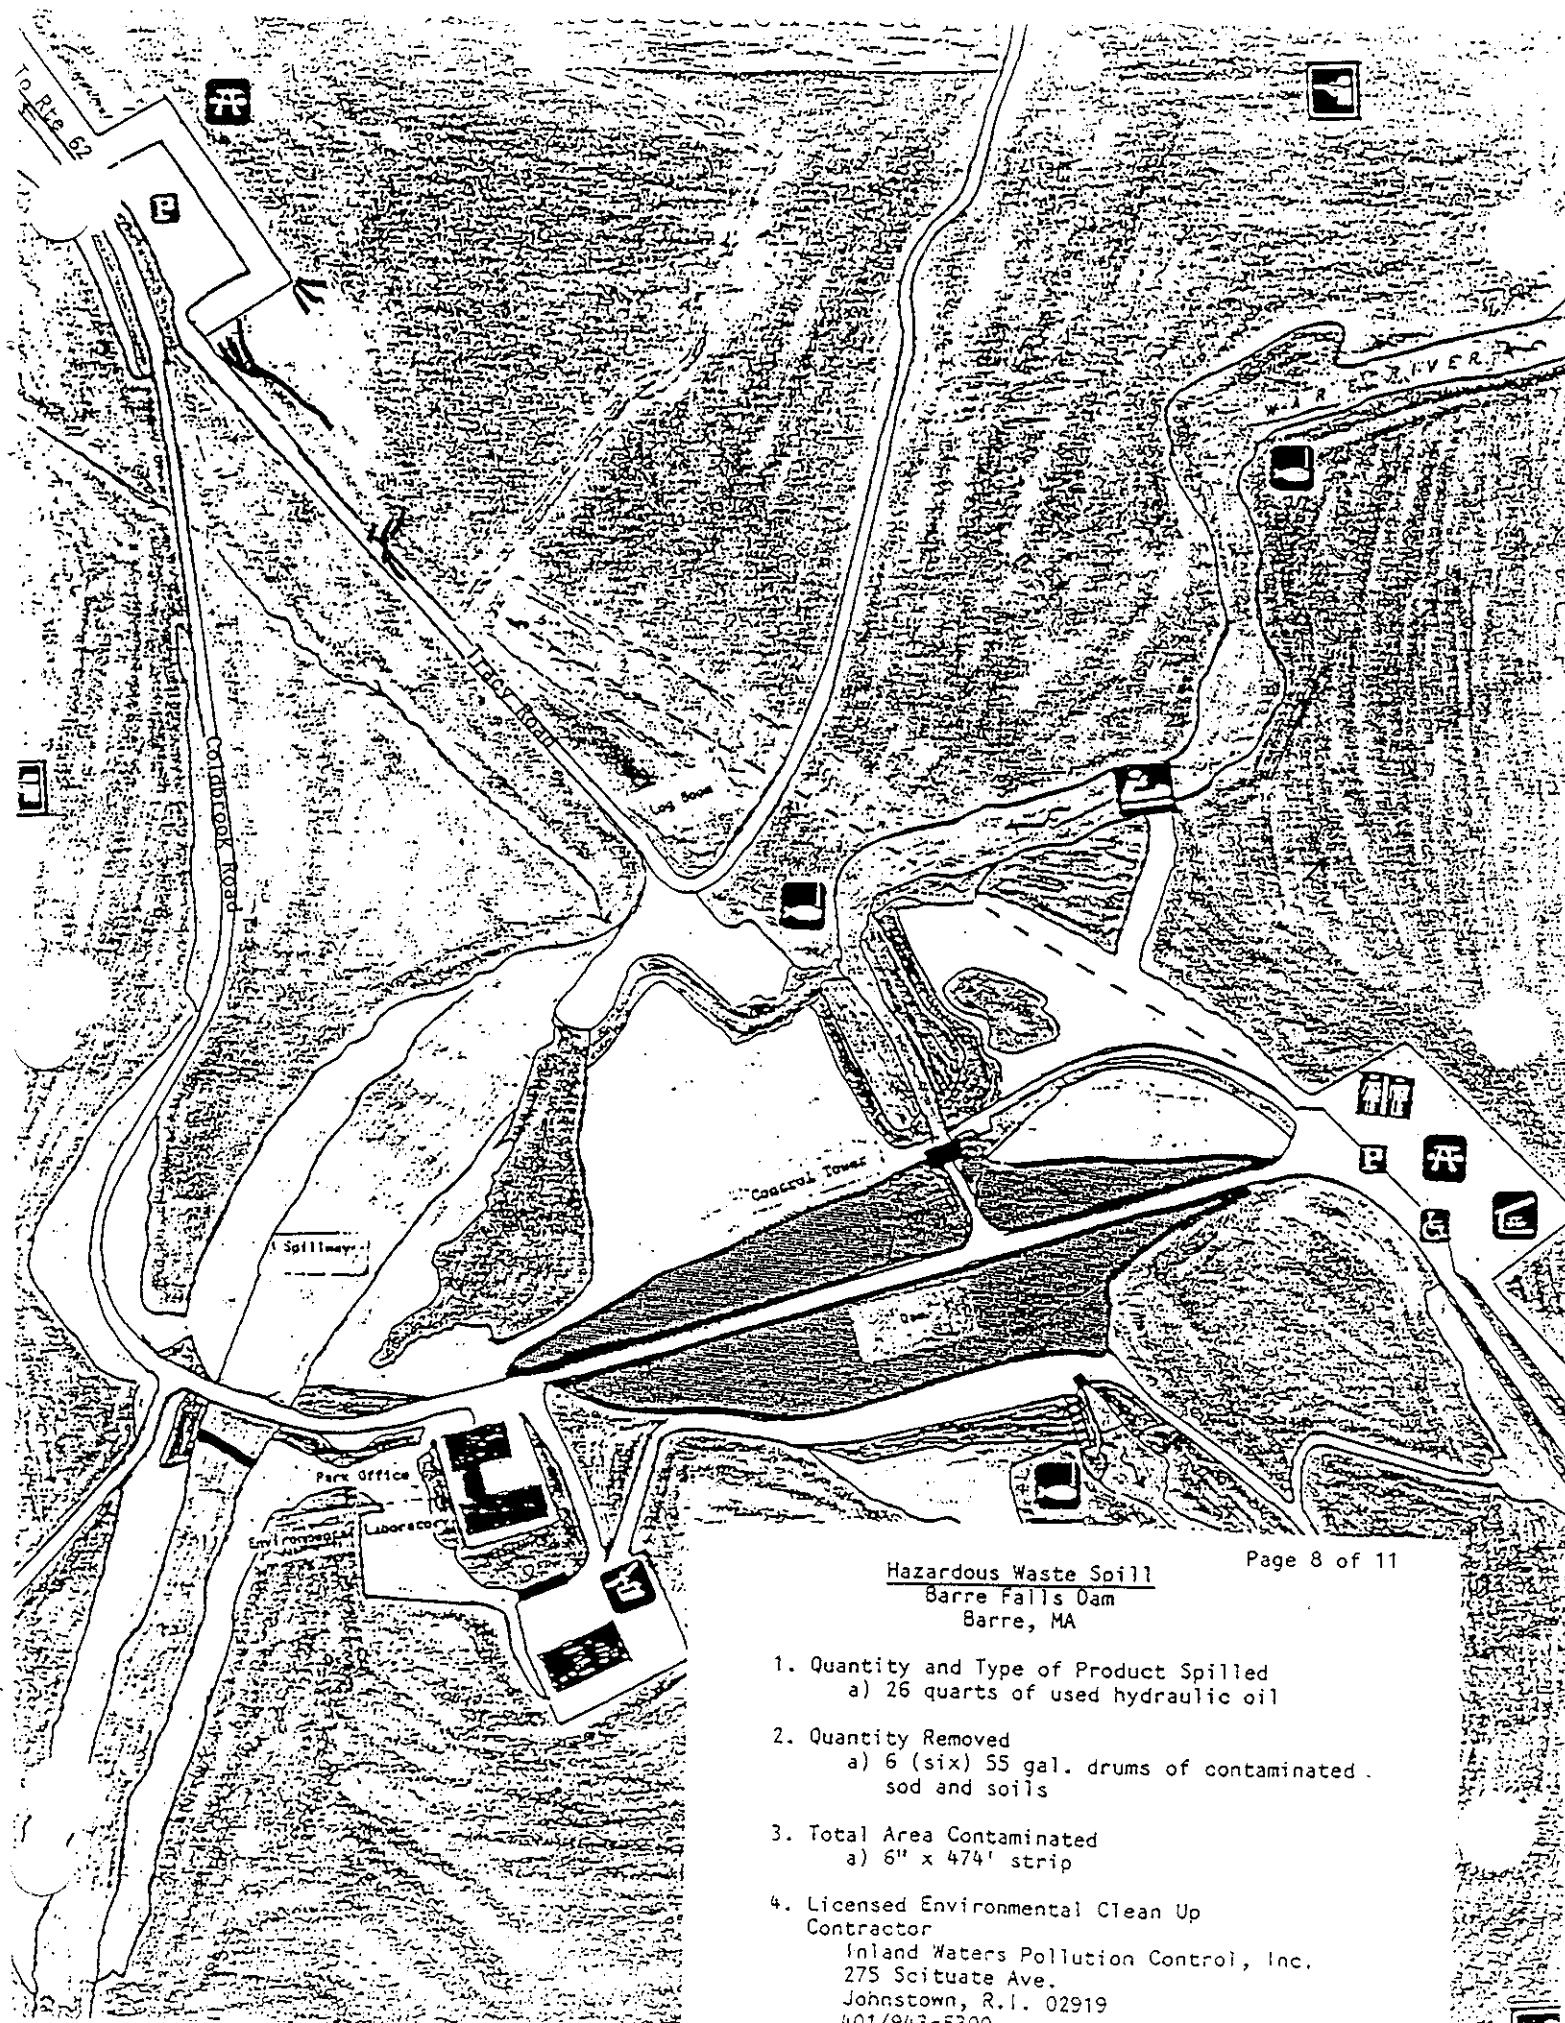 To Rte 62
P
WARE RIVER
Tracy Road
Log Boom
Coldbrook Road
Control Tower
P
Spillway
Dam
Park Office
Laboratory
Page 8 of 11
Hazardous Waste Spill
Barre Falls Dam
Barre, MA
1. Quantity and Type of Product Spilled
a) 26 quarts of used hydraulic oil
2. Quantity Removed
a) 6 (six) 55 gal. drums of contaminated
sod and soils
3. Total Area Contaminated
a) 6" x 474' strip
4. Licensed Environmental Clean Up
Contractor
Inland Waters Pollution Control, Inc.
275 Scituate Ave.
Johnstown, R.I. 02919